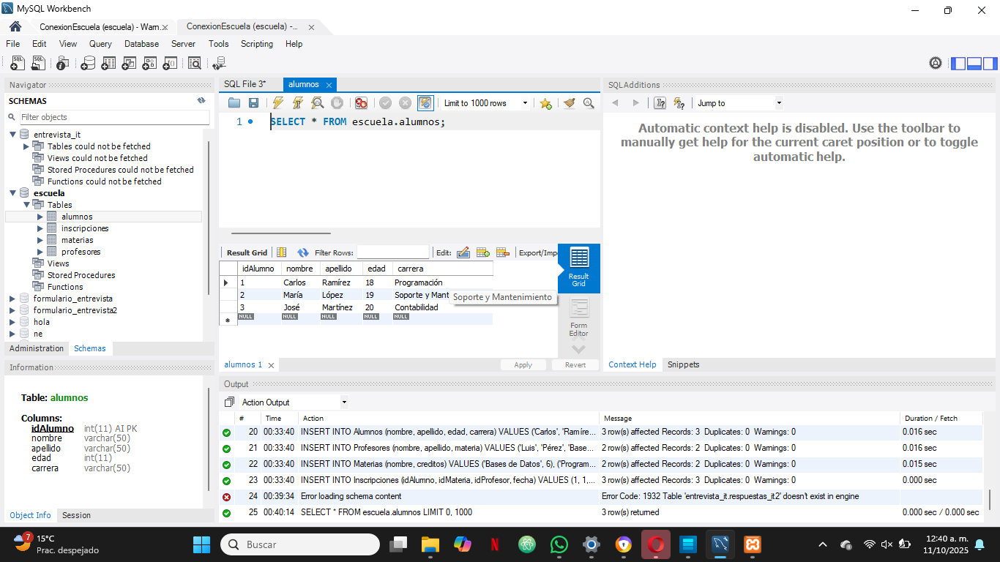 MySQL Workbench
ConexionEscuela (escuela) - Warn...
ConexionEscuela (escuela) -...
File Edit View Query Database Server Tools Scripting Help
Navigator
SCHEMAS
Filter objects
entrevista_it
Tables could not be fetched
Views could not be fetched
Stored Procedures could not be fetched
Functions could not be fetched
escuela
Tables
alumnos
inscripciones
materias
profesores
Views
Stored Procedures
Functions
formulario_entrevista
formulario_entrevista2
hola
ne
Administration Schemas
Information
Table: alumnos
Columns:
idAlumno int(11) AI PK
nombre varchar(50)
apellido varchar(50)
edad int(11)
carrera varchar(50)
Object Info Session
SQL File 3* alumnos
Limit to 1000 rows
1 SELECT * FROM escuela.alumnos;
Result Grid Filter Rows: Edit: Export/Imp
idAlumno nombre apellido edad carrera
1 Carlos Ramírez 18 Programación
2 María López 19 Soporte y Mant
Soporte y Mantenimiento
3 José Martínez 20 Contabilidad
NULL NULL NULL NULL NULL
Result
Grid
Form
Editor
alumnos 1 Apply Revert
SQLAdditions
Jump to
Automatic context help is disabled. Use the toolbar to
manually get help for the current caret position or to toggle
automatic help.
Context Help Snippets
Output
Action Output
# Time Action Message Duration / Fetch
20 00:33:40 INSERT INTO Alumnos (nombre, apellido, edad, carrera) VALUES ('Carlos', 'Ramíre... 3 row(s) affected Records: 3 Duplicates: 0 Warnings: 0 0.016 sec
21 00:33:40 INSERT INTO Profesores (nombre, apellido, materia) VALUES ('Luis', 'Pérez', 'Base... 2 row(s) affected Records: 2 Duplicates: 0 Warnings: 0 0.016 sec
22 00:33:40 INSERT INTO Materias (nombre, creditos) VALUES ('Bases de Datos', 6), ('Program... 2 row(s) affected Records: 2 Duplicates: 0 Warnings: 0 0.015 sec
23 00:33:40 INSERT INTO Inscripciones (idAlumno, idMateria, idProfesor, fecha) VALUES (1, 1,... 3 row(s) affected Records: 3 Duplicates: 0 Warnings: 0 0.000 sec
24 00:39:34 Error loading schema content Error Code: 1932 Table 'entrevista_it.respuestas_it2' doesn't exist in engine
25 00:40:14 SELECT * FROM escuela.alumnos LIMIT 0, 1000 3 row(s) returned 0.000 sec / 0.000 sec
7
15°C
Prac. despejado
Buscar
12:40 a. m.
11/10/2025